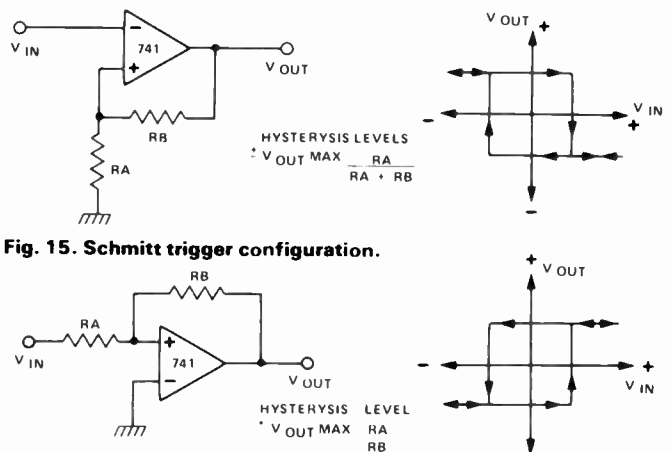 V OUT
+
−
741
V IN
+
V OUT
−
V IN
+
RB
HYSTERYSIS LEVELS
± V OUT MAX RA
RA + RB
RA
−
Fig. 15. Schmitt trigger configuration.
+
V OUT
RB
RA
+
741
V IN
−
−
+
V OUT
V IN
HYSTERYSIS LEVEL
V OUT MAX RA
RB